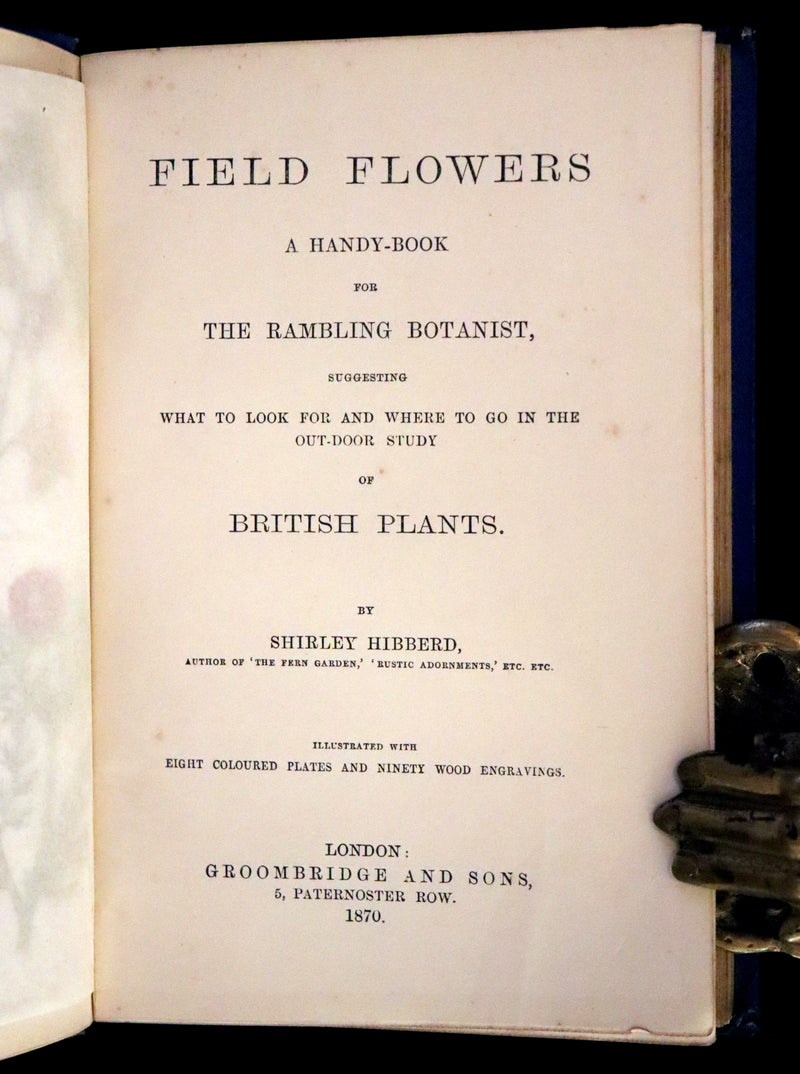 FIELD FLOWERS
A HANDY-BOOK
FOR
THE RAMBLING BOTANIST,
SUGGESTING
WHAT TO LOOK FOR AND WHERE TO GO IN THE
OUT-DOOR STUDY
OF
BRITISH PLANTS.
BY
SHIRLEY HIBBERD,
AUTHOR OF 'THE FERN GARDEN,' 'RUSTIC ADORNMENTS,' ETC. ETC.
ILLUSTRATED WITH
EIGHT COLOURED PLATES AND NINETY WOOD ENGRAVINGS.
LONDON:
GROOMBRIDGE AND SONS,
5, PATERNOSTER ROW.
1870.